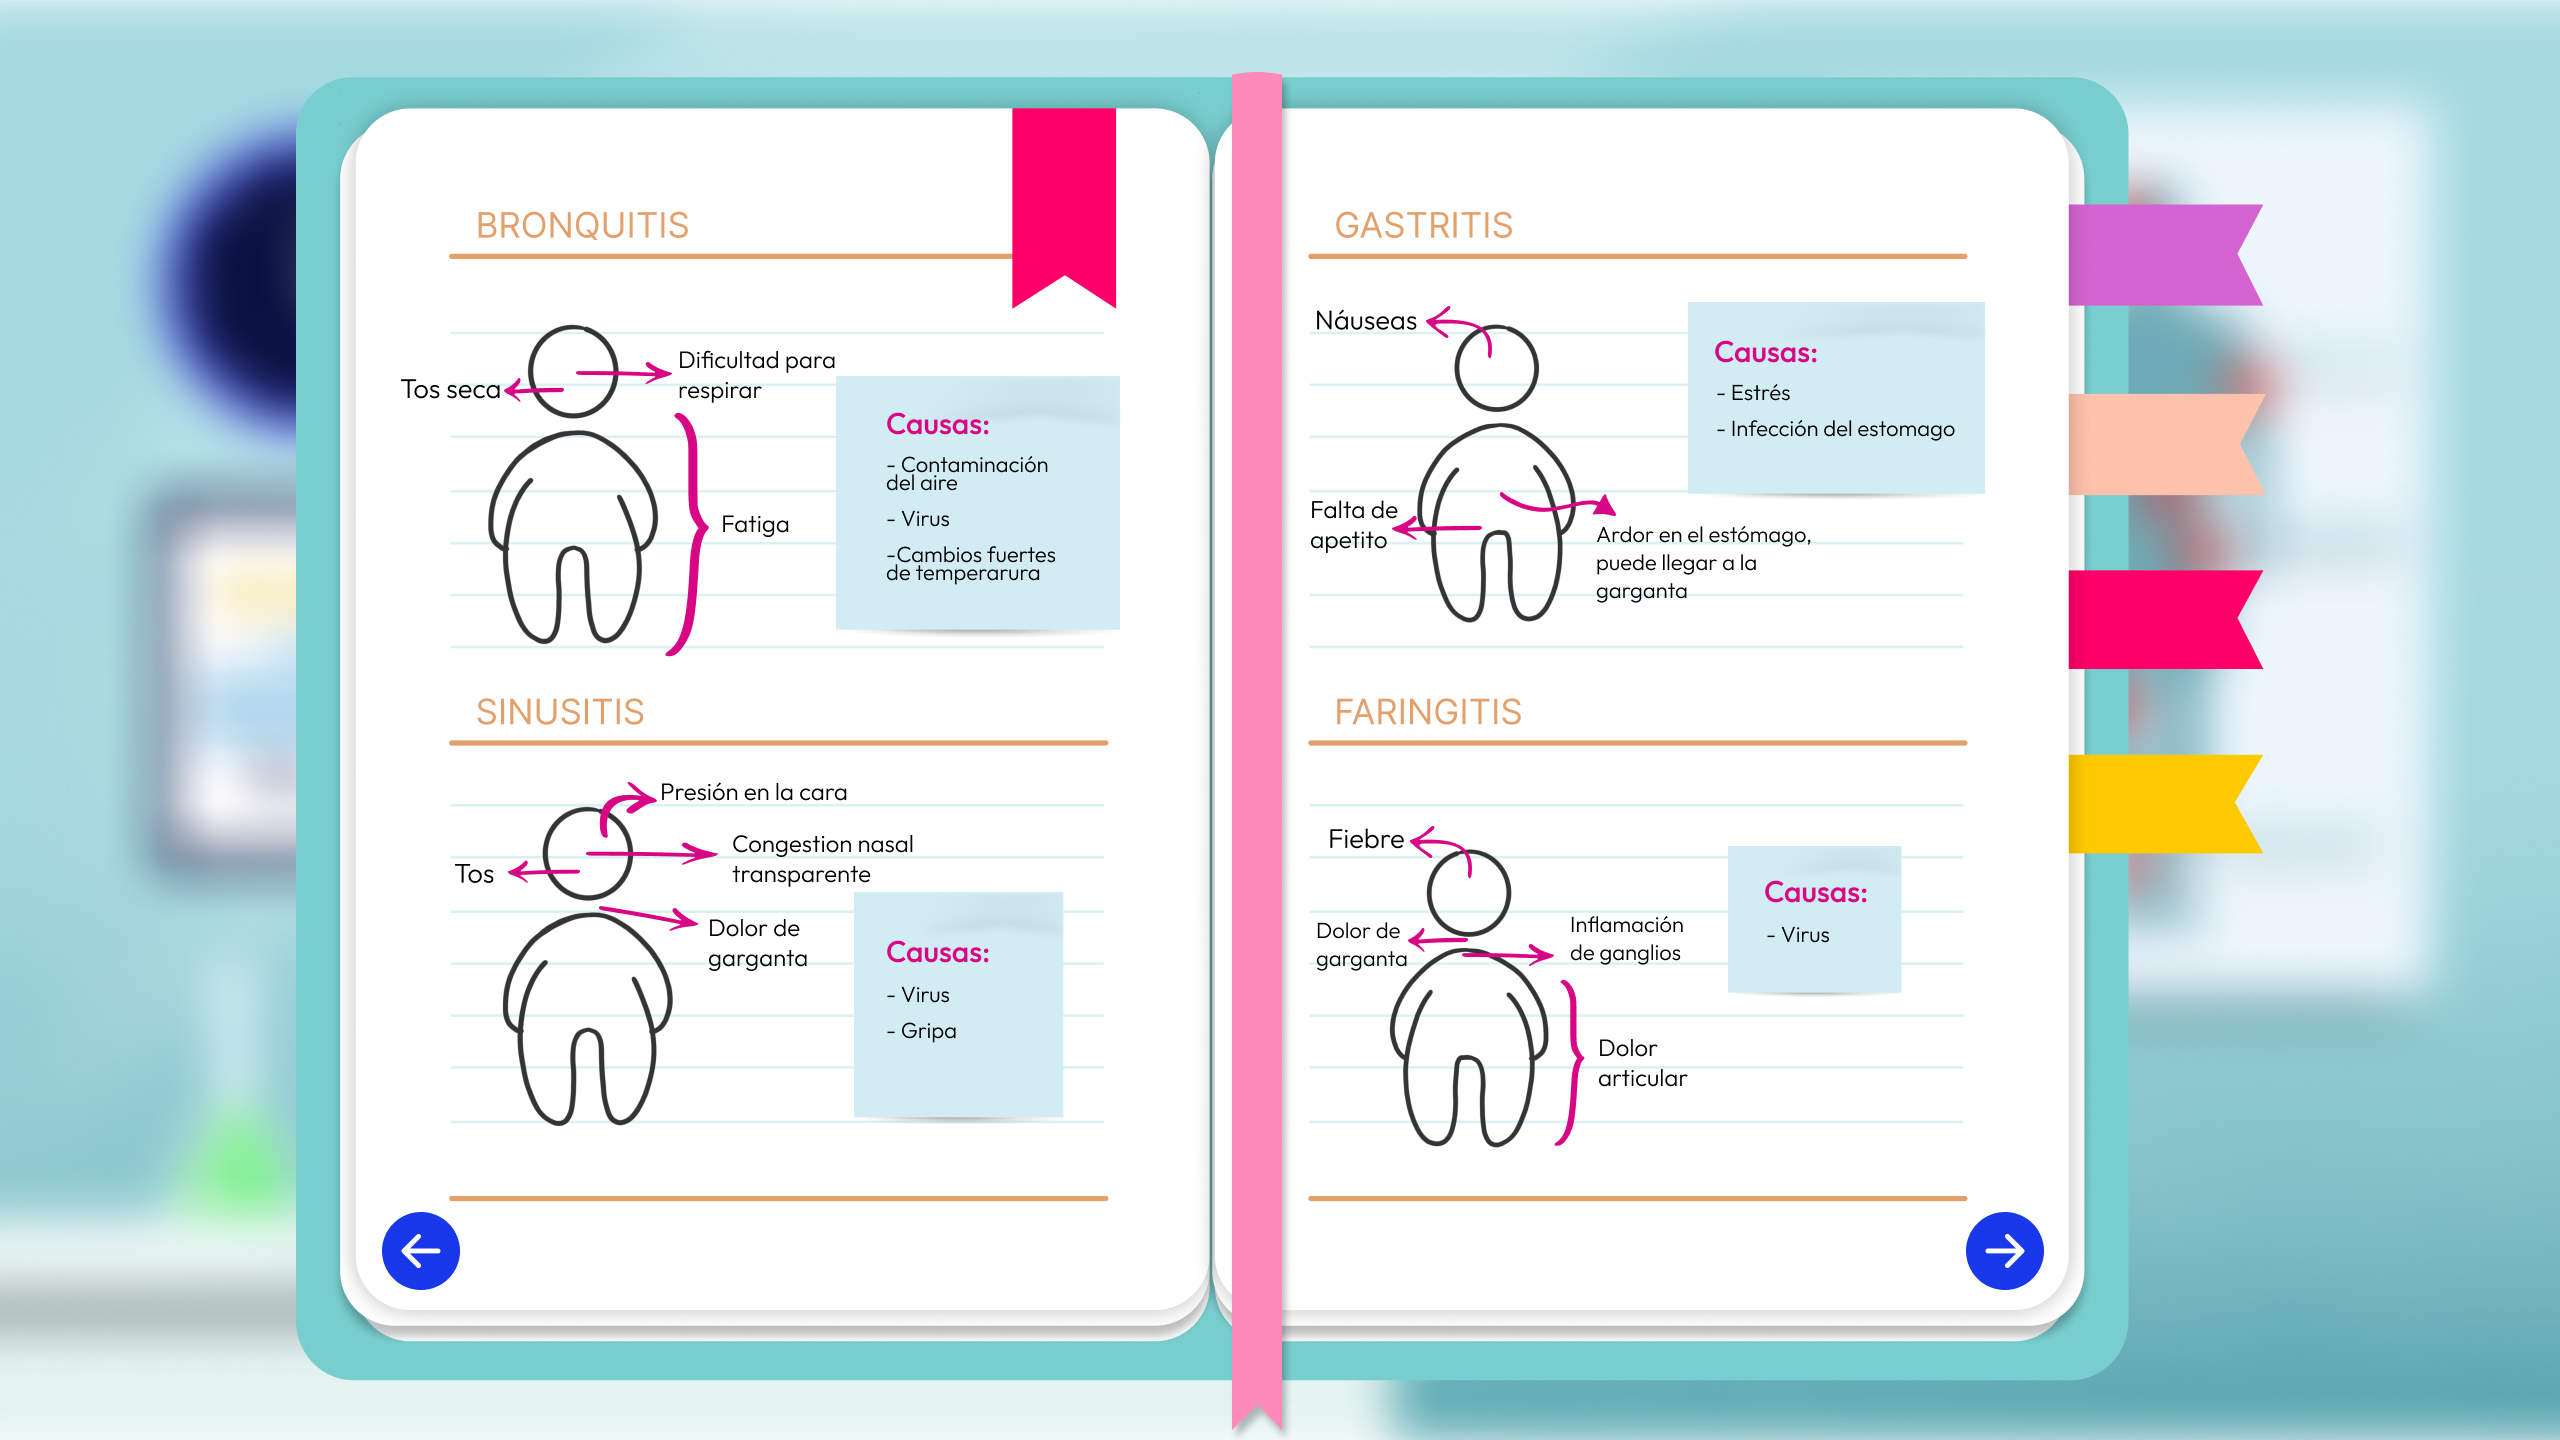 BRONQUITIS
Tos seca
Dificultad para
respirar
Fatiga
Causas:
- Contaminación
del aire
- Virus
-Cambios fuertes
de temperarura
SINUSITIS
Presión en la cara
Congestion nasal
transparente
Tos
Dolor de
garganta
Causas:
- Virus
- Gripa
GASTRITIS
Náuseas
Falta de
apetito
Ardor en el estómago,
puede llegar a la
garganta
Causas:
- Estrés
- Infección del estomago
FARINGITIS
Fiebre
Dolor de
garganta
Inflamación
de ganglios
Dolor
articular
Causas:
- Virus